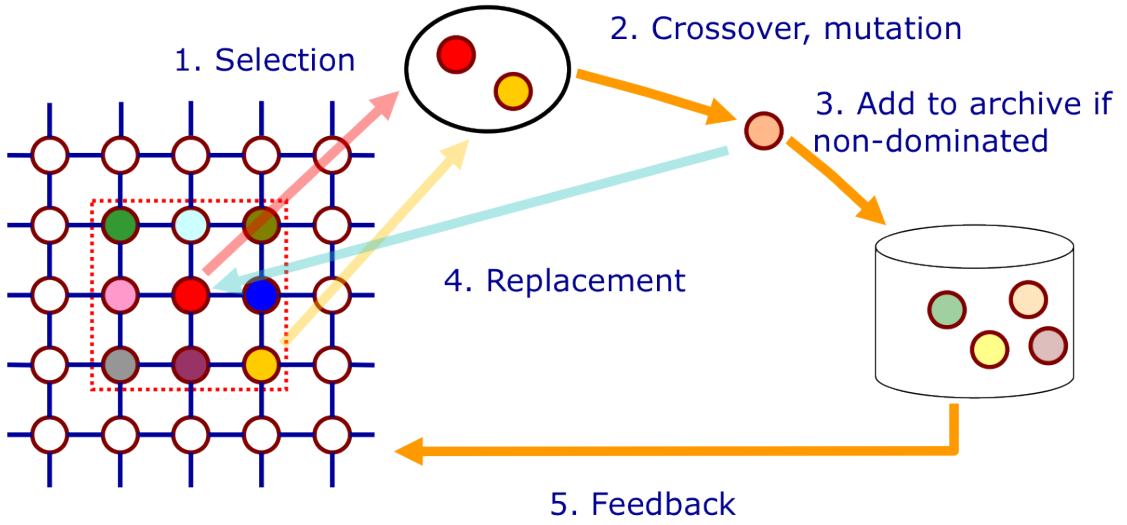 1. Selection
2. Crossover, mutation
3. Add to archive if
non-dominated
4. Replacement
5. Feedback